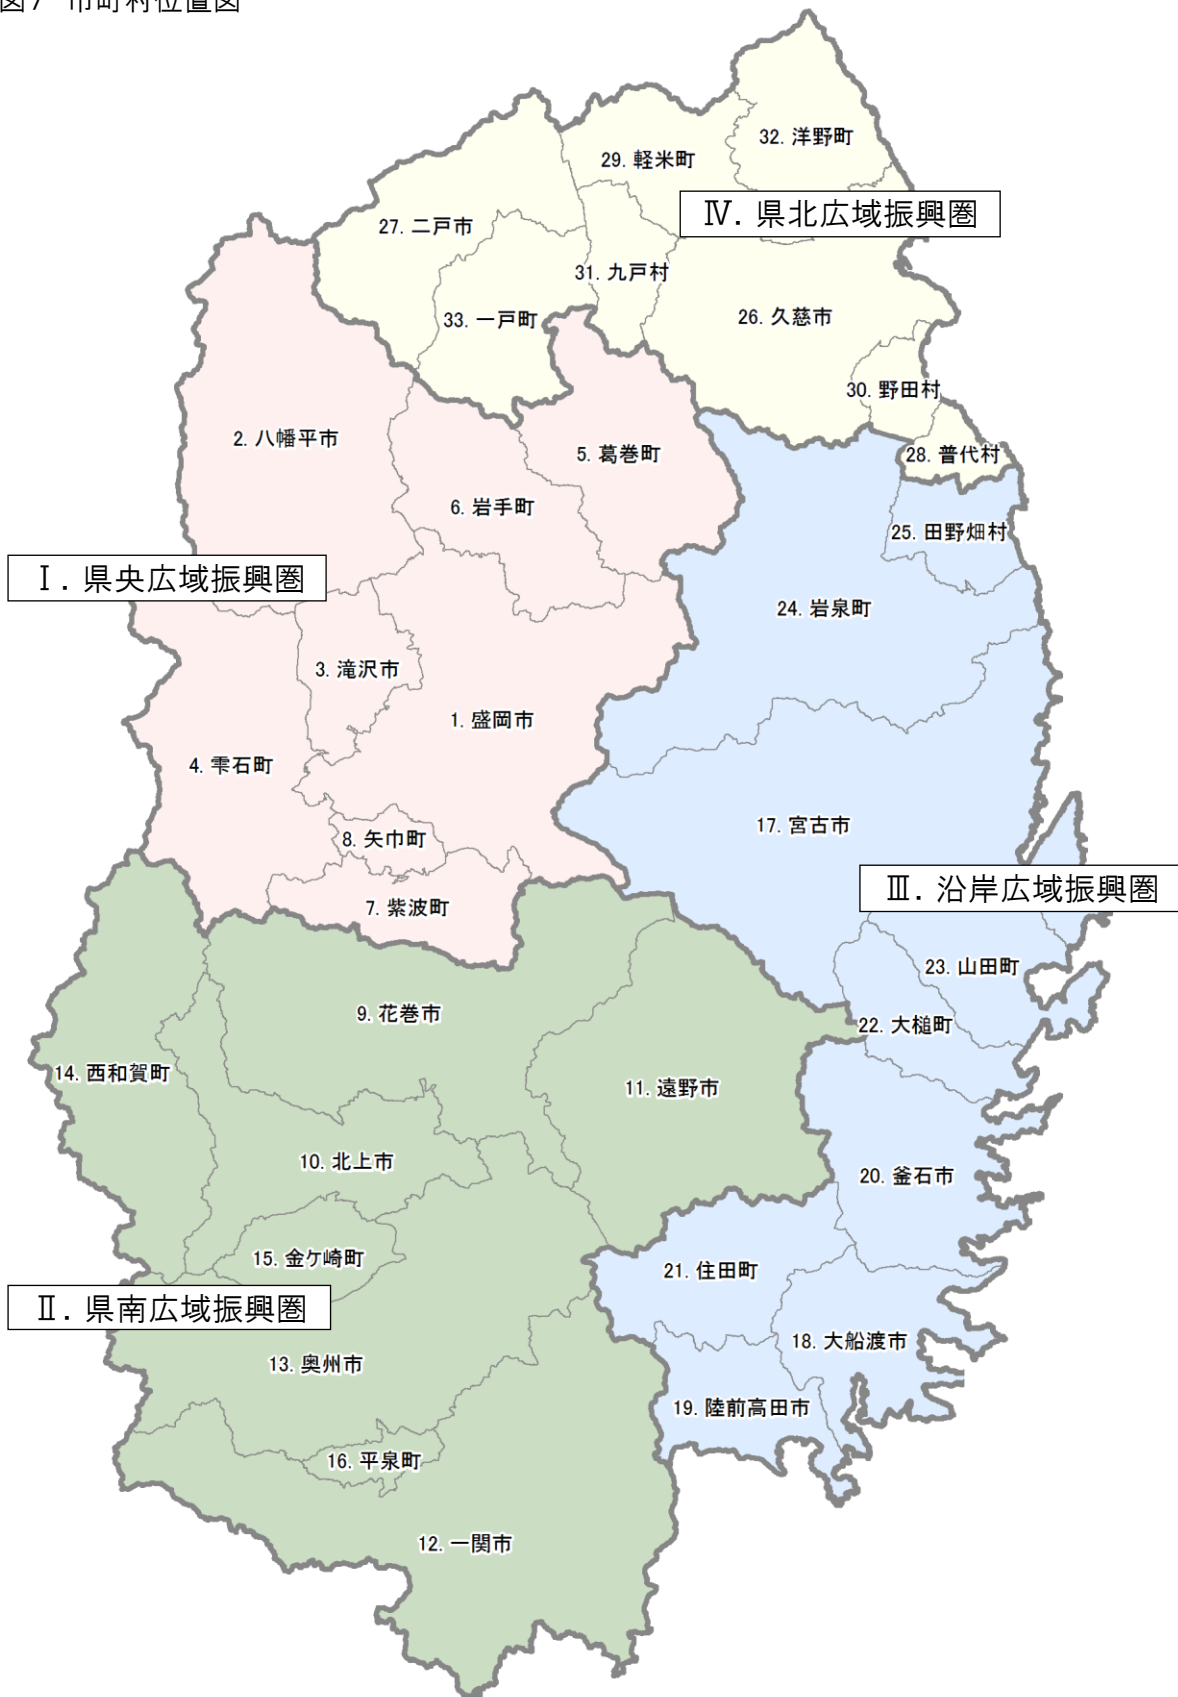 図7 市町村位置図
32. 洋野町
29. 軽米町
Ⅳ. 県北広域振興圏
27. 二戸市
31. 九戸村
33. 一戸町
26. 久慈市
30. 野田村
2. 八幡平市
5. 葛巻町
28. 普代村
6. 岩手町
25. 田野畑村
Ⅰ. 県央広域振興圏
24. 岩泉町
3. 滝沢市
1. 盛岡市
4. 雫石町
17. 宮古市
8. 矢巾町
Ⅲ. 沿岸広域振興圏
7. 紫波町
23. 山田町
9. 花巻市
22. 大槌町
14. 西和賀町
11. 遠野市
10. 北上市
20. 釜石市
15. 金ケ崎町
21. 住田町
Ⅱ. 県南広域振興圏
18. 大船渡市
13. 奥州市
19. 陸前高田市
16. 平泉町
12. 一関市